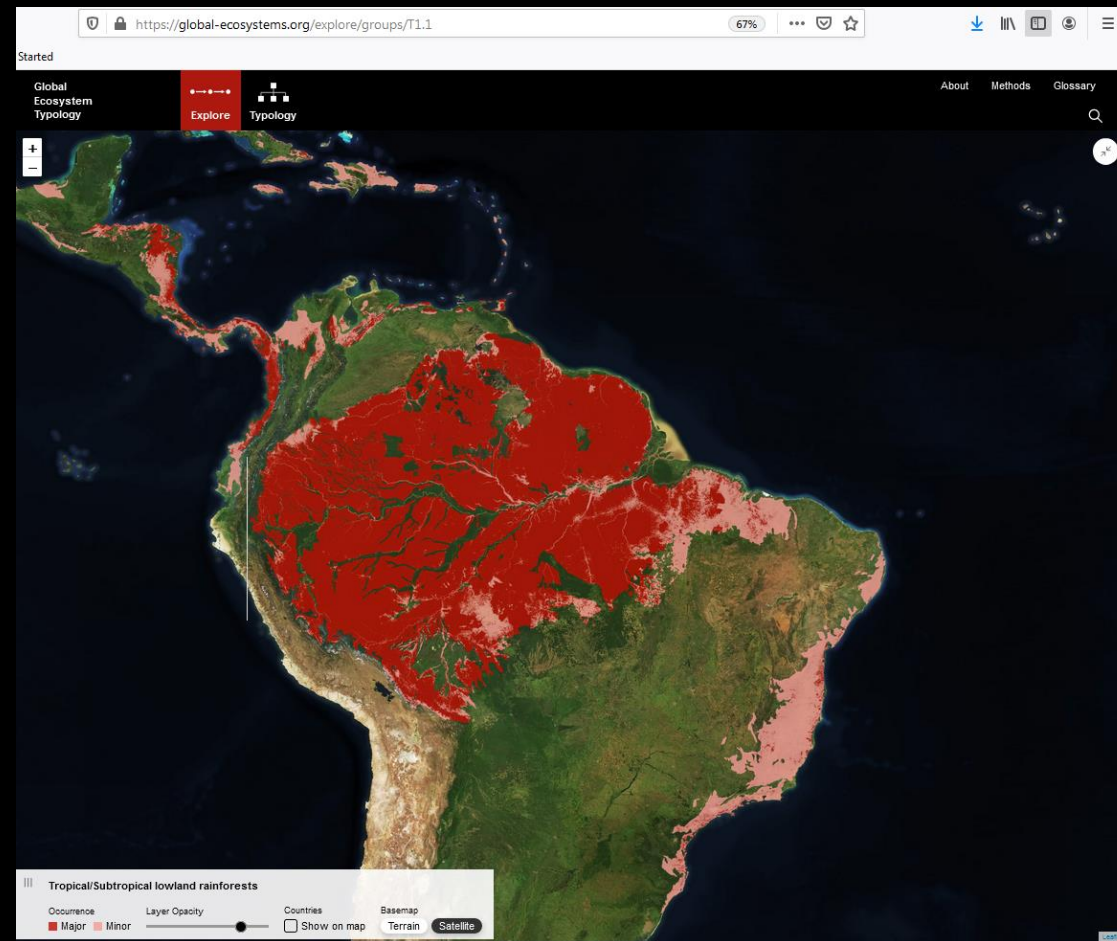 https://global-ecosystems.org/explore/groups/T1.1
67%
Started
Global
Ecosystem
Typology
Explore
Typology
About Methods Glossary
+
−
Tropical/Subtropical lowland rainforests
Occurrence Layer Opacity Countries Basemap
Major Minor Show on map Terrain Satellite